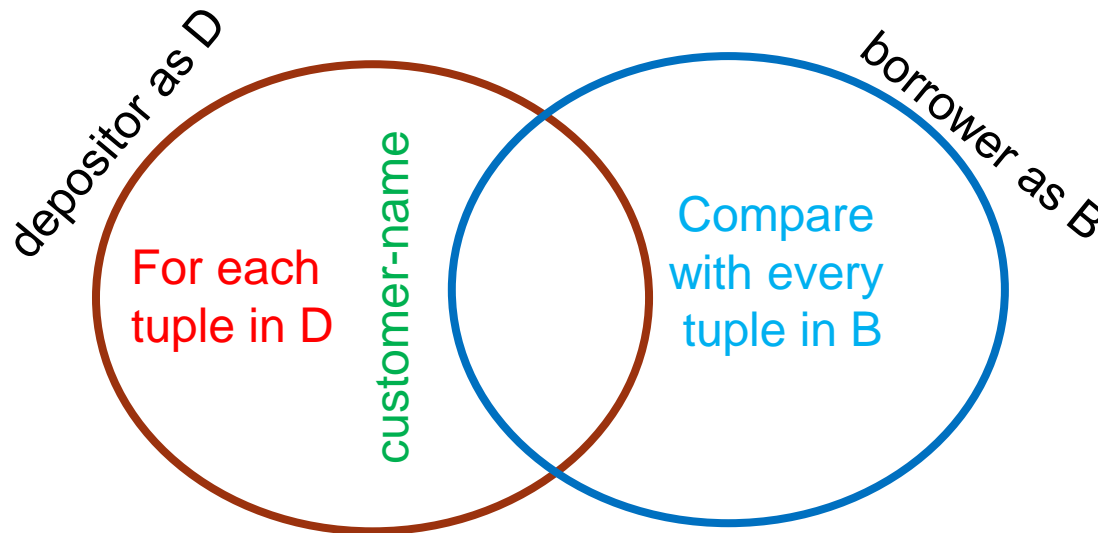 depositor as D
For each
tuple in D
customer-name
Compare
with every
tuple in B
borrower as B